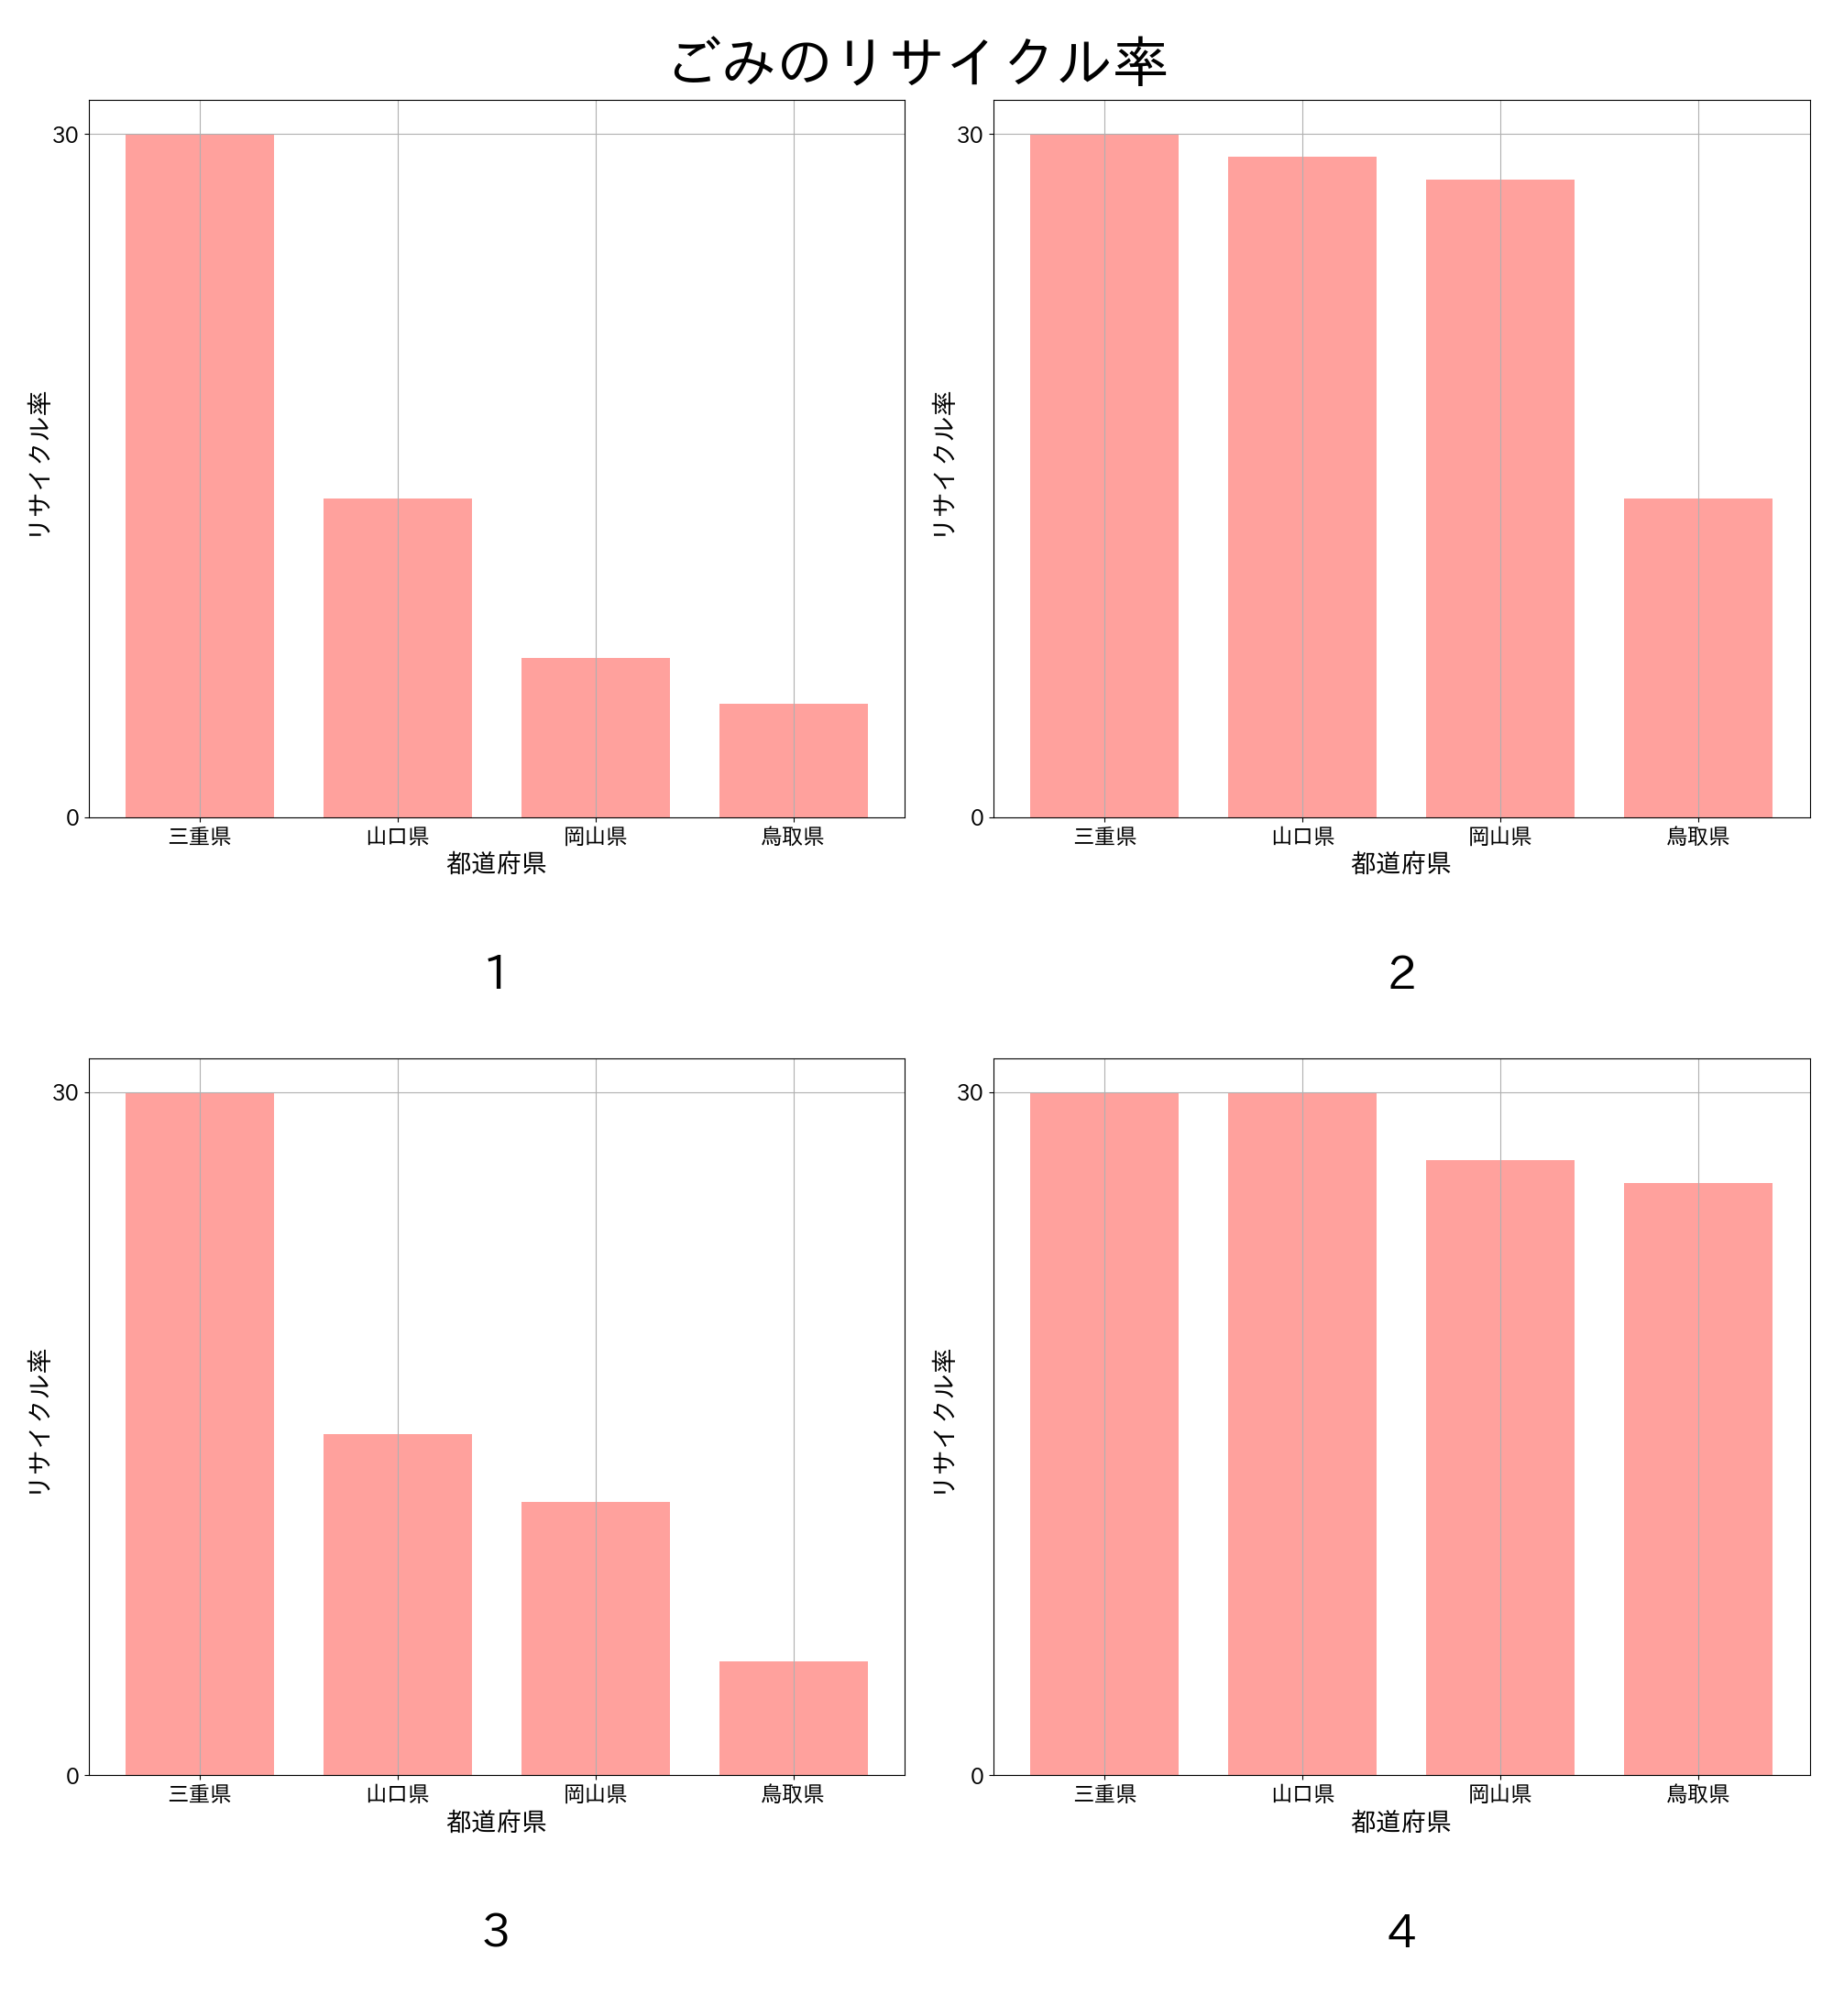 ごみのリサイクル率
30
0
リサイクル率
三重県 山口県 岡山県 鳥取県
都道府県
1
30
0
リサイクル率
三重県 山口県 岡山県 鳥取県
都道府県
2
30
0
リサイクル率
三重県 山口県 岡山県 鳥取県
都道府県
3
30
0
リサイクル率
三重県 山口県 岡山県 鳥取県
都道府県
4